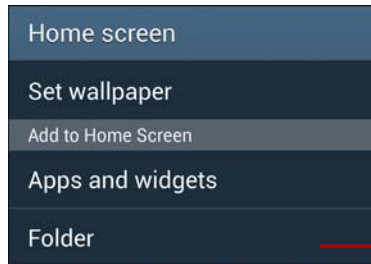 Home screen
Set wallpaper
Add to Home Screen
Apps and widgets
Folder